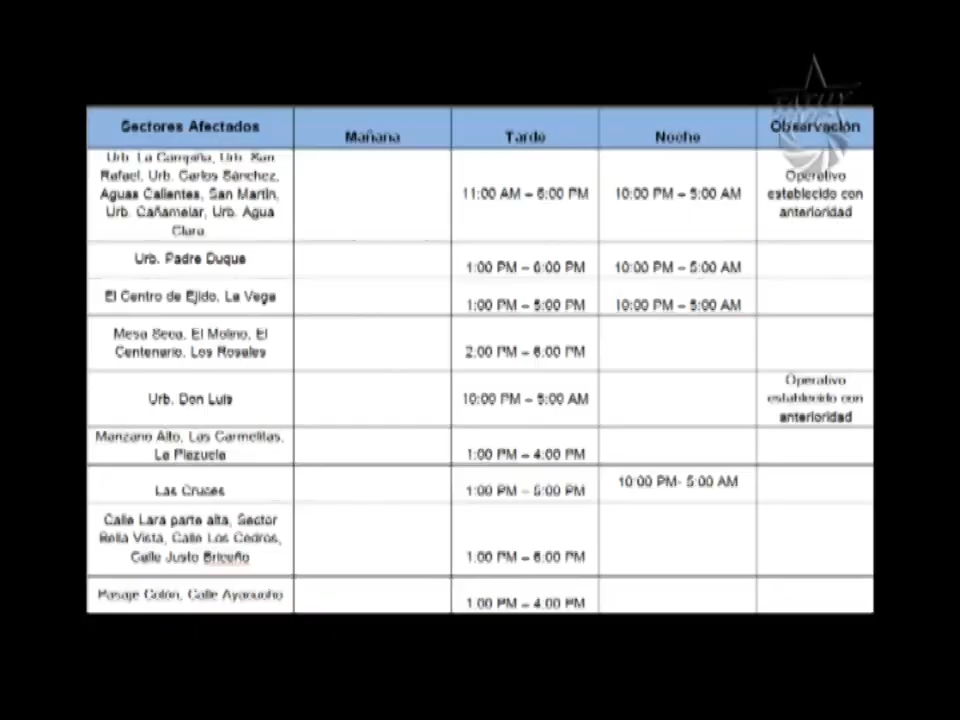 Sectores Afectados
Mañana
Tarde
Noche
Observación
Urb. La Campiña, Urb. San
Rafael, Urb. Carlos Sánchez,
Aguas Calientes, San Martín,
Urb. Cañamelar, Urb. Agua
Clara
11:00 AM – 6:00 PM
10:00 PM – 5:00 AM
Operativo
establecido con
anterioridad
Urb. Padre Duque
1:00 PM – 6:00 PM
10:00 PM – 5:00 AM
El Centro de Ejido, La Vega
1:00 PM – 5:00 PM
10:00 PM – 5:00 AM
Mesa Seca, El Molino, El
Centenario, Los Rosales
2:00 PM – 6:00 PM
Urb. Don Luis
10:00 PM – 5:00 AM
Operativo
establecido con
anterioridad
Manzano Alto, Las Carmelitas,
La Plazuela
1:00 PM – 4:00 PM
Las Cruces
1:00 PM – 5:00 PM
10:00 PM- 5:00 AM
Calle Lara parte alta, Sector
Bella Vista, Calle Los Cedros,
Calle Justo Briceño
1:00 PM – 6:00 PM
Pasaje Colón, Calle Ayacucho
1:00 PM – 4:00 PM